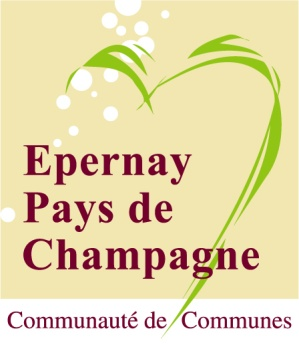 Epernay
Pays de
Champagne
Communauté de Communes